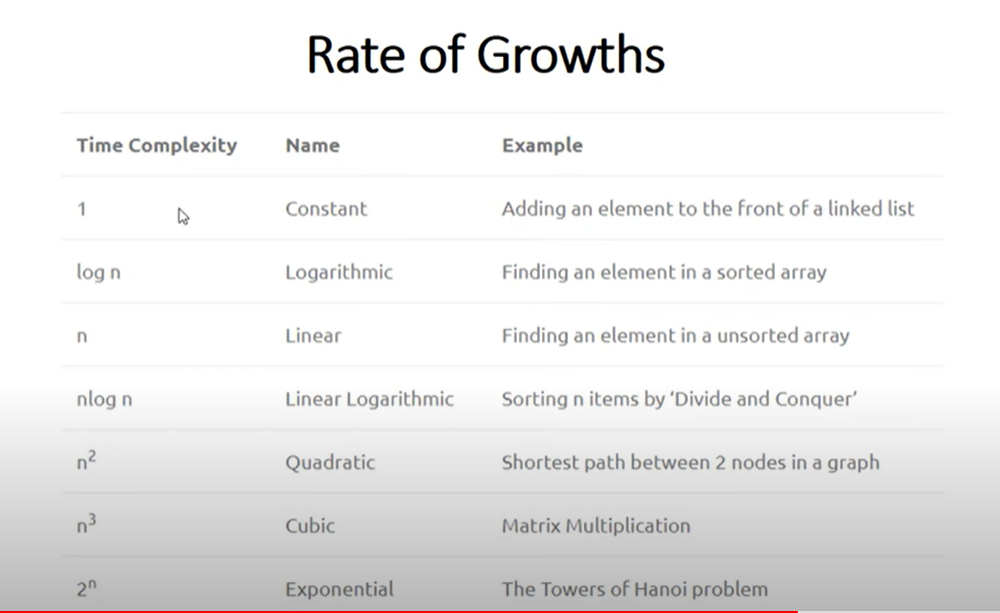 Rate of Growths
Time Complexity Name Example
1 Constant Adding an element to the front of a linked list
log n Logarithmic Finding an element in a sorted array
n Linear Finding an element in a unsorted array
nlog n Linear Logarithmic Sorting n items by ‘Divide and Conquer’
n² Quadratic Shortest path between 2 nodes in a graph
n³ Cubic Matrix Multiplication
2ⁿ Exponential The Towers of Hanoi problem